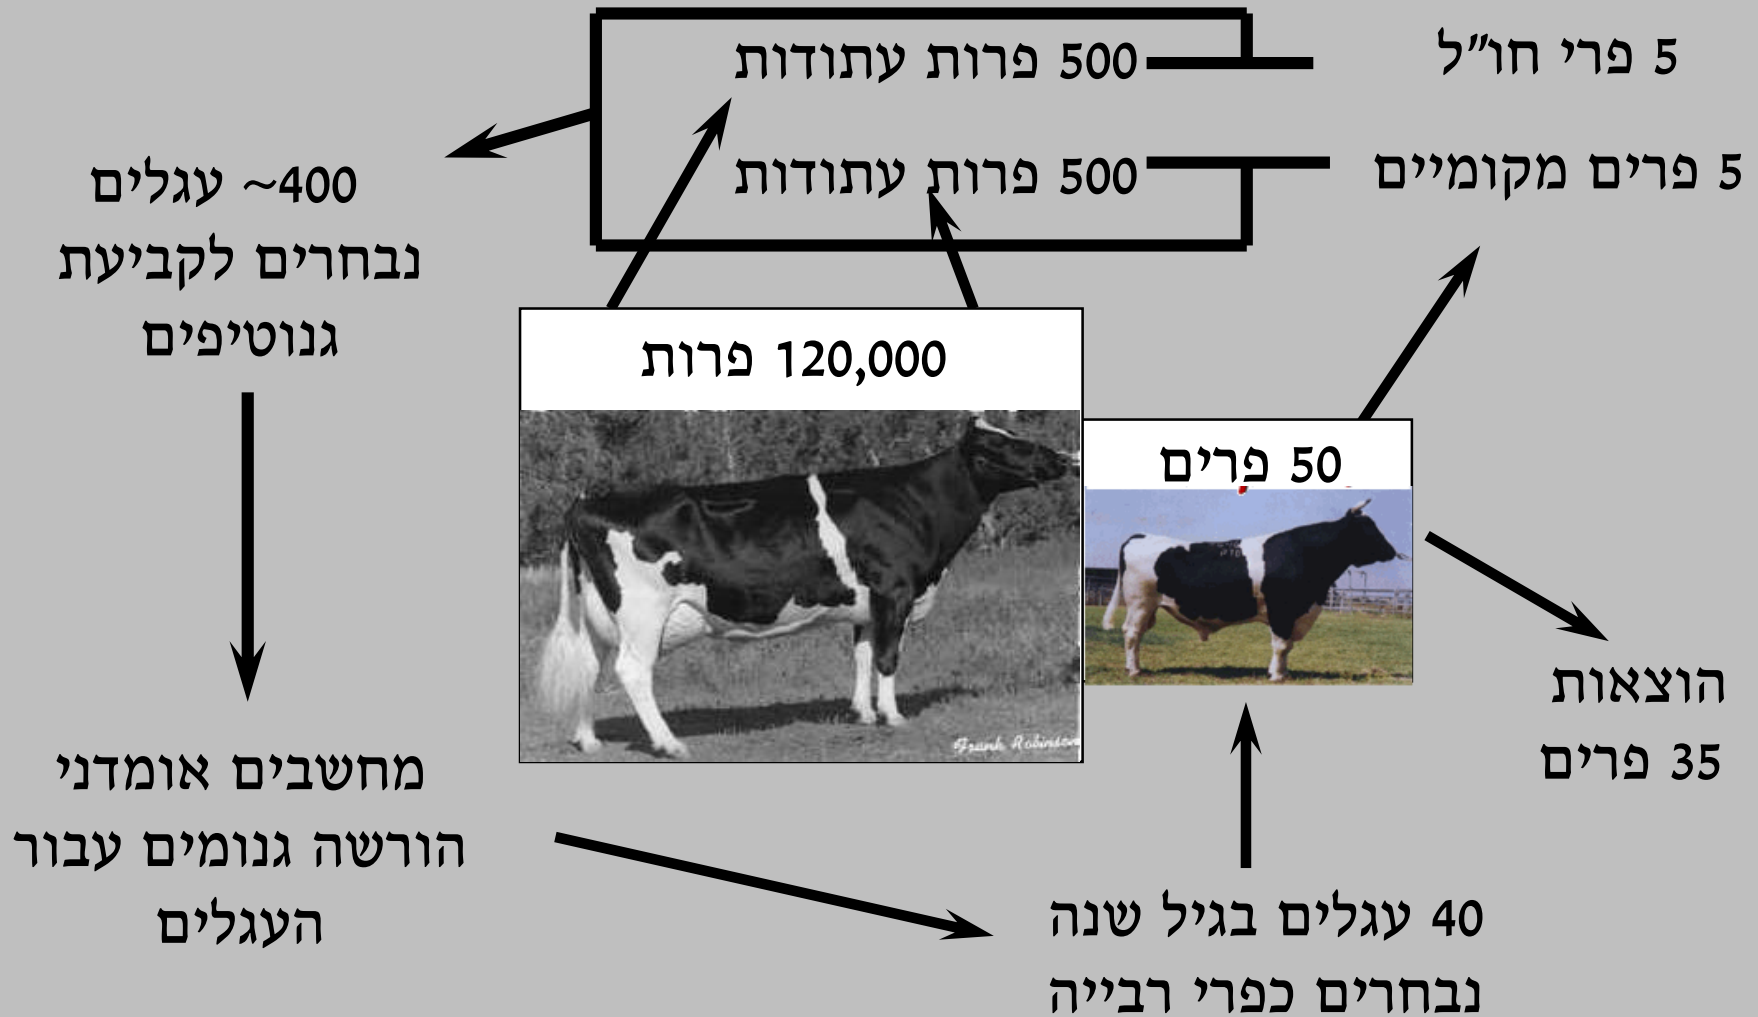 5 פרי חו"ל
500 פרות עתודות
5 פרים מקומיים
500 פרות עתודות
~400 עגלים
נבחרים לקביעת
גנוטיפים
120,000 פרות
50 פרים
הוצאות
35 פרים
מחשבים אומדני
הורשה גנומים עבור
העגלים
40 עגלים בגיל שנה
נבחרים כפרי רבייה
Frank Robinson